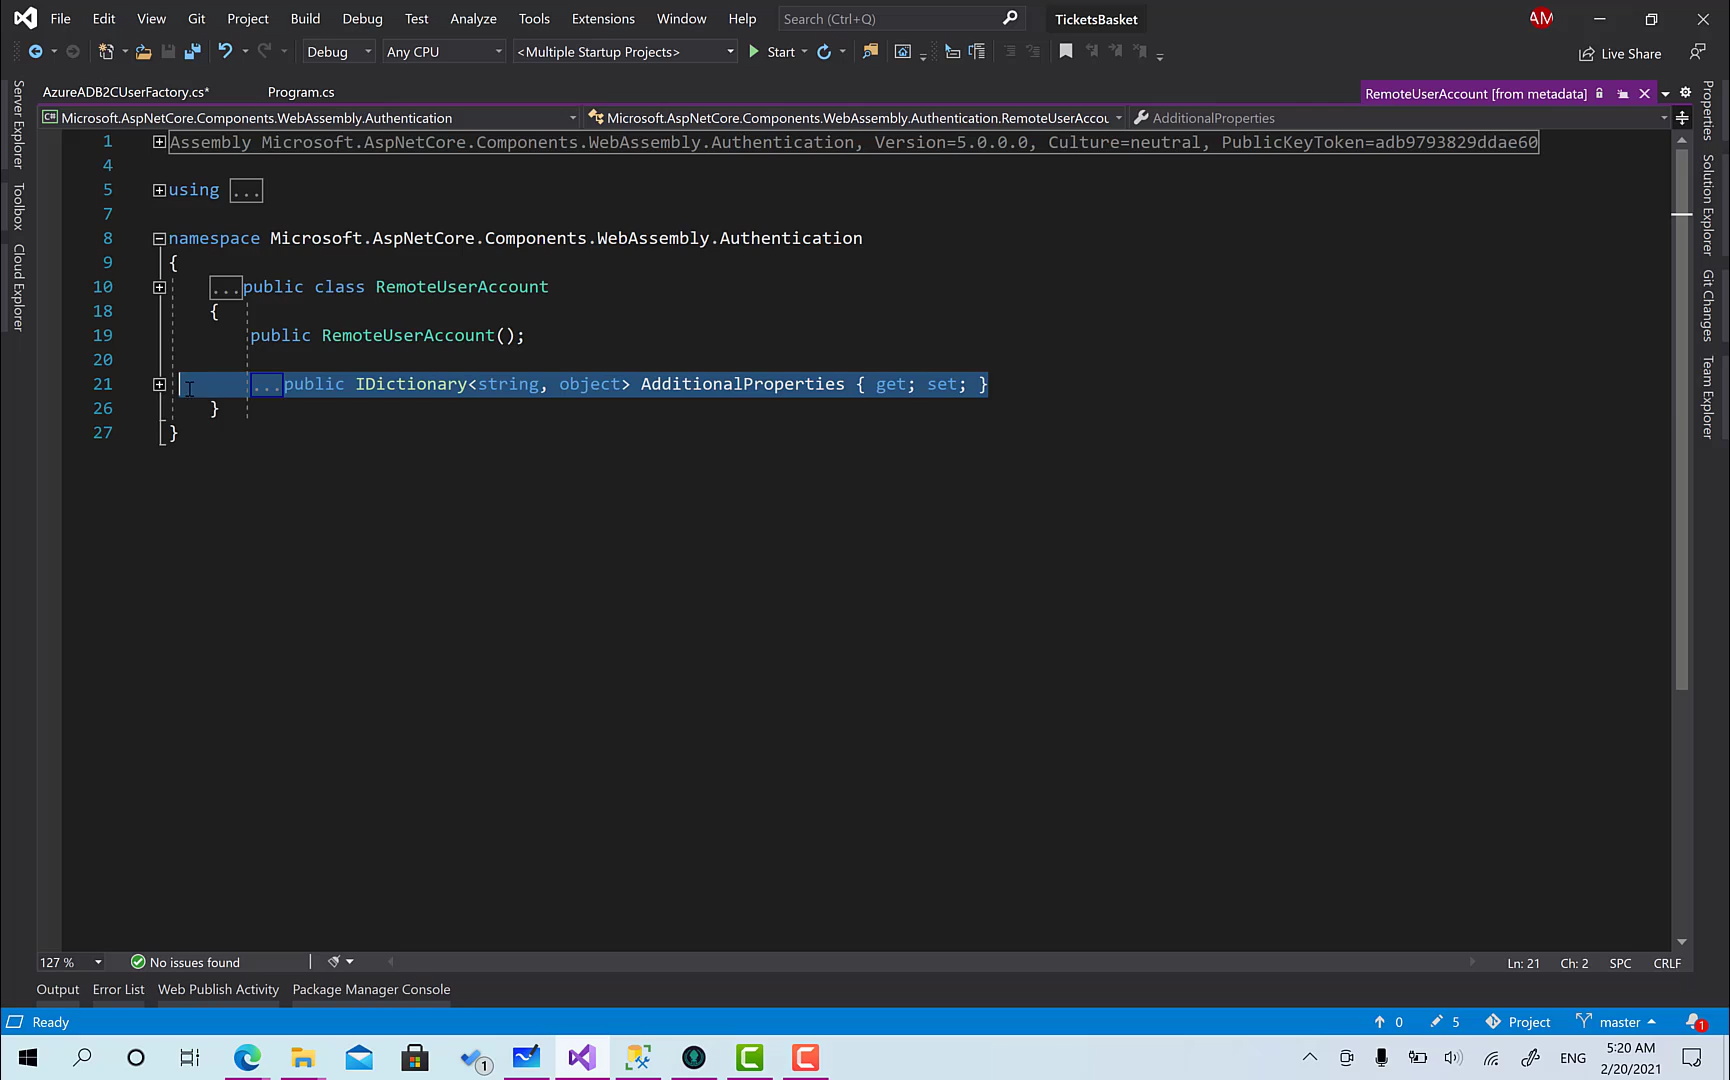 File Edit View Git Project Build Debug Test Analyze Tools Extensions Window Help Search (Ctrl+Q) TicketsBasket AM
Debug Any CPU <Multiple Startup Projects> Start Live Share
AzureADB2CUserFactory.cs* Program.cs RemoteUserAccount [from metadata]
C# Microsoft.AspNetCore.Components.WebAssembly.Authentication Microsoft.AspNetCore.Components.WebAssembly.Authentication.RemoteUserAccou AdditionalProperties
Server Explorer
Toolbox
Cloud Explorer
1 Assembly Microsoft.AspNetCore.Components.WebAssembly.Authentication, Version=5.0.0.0, Culture=neutral, PublicKeyToken=adb9793829ddae60
4
5 using ...
7
8 namespace Microsoft.AspNetCore.Components.WebAssembly.Authentication
9 {
10 ...public class RemoteUserAccount
18 {
19 public RemoteUserAccount();
20
21 ...public IDictionary<string, object> AdditionalProperties { get; set; }
26 }
27 }
Properties
Solution Explorer
Git Changes
Team Explorer
127 % No issues found Ln: 21 Ch: 2 SPC CRLF
Output Error List Web Publish Activity Package Manager Console
Ready 0 5 Project master 1
1 ENG 5:20 AM
2/20/2021